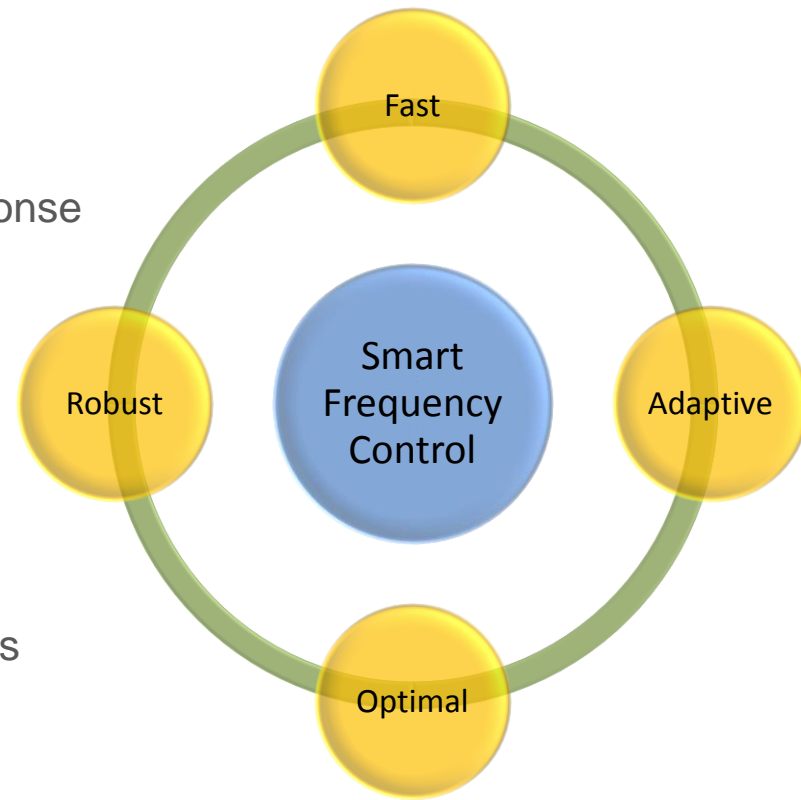 Fast
onse
Smart
Frequency
Control
Robust
Adaptive
s
Optimal